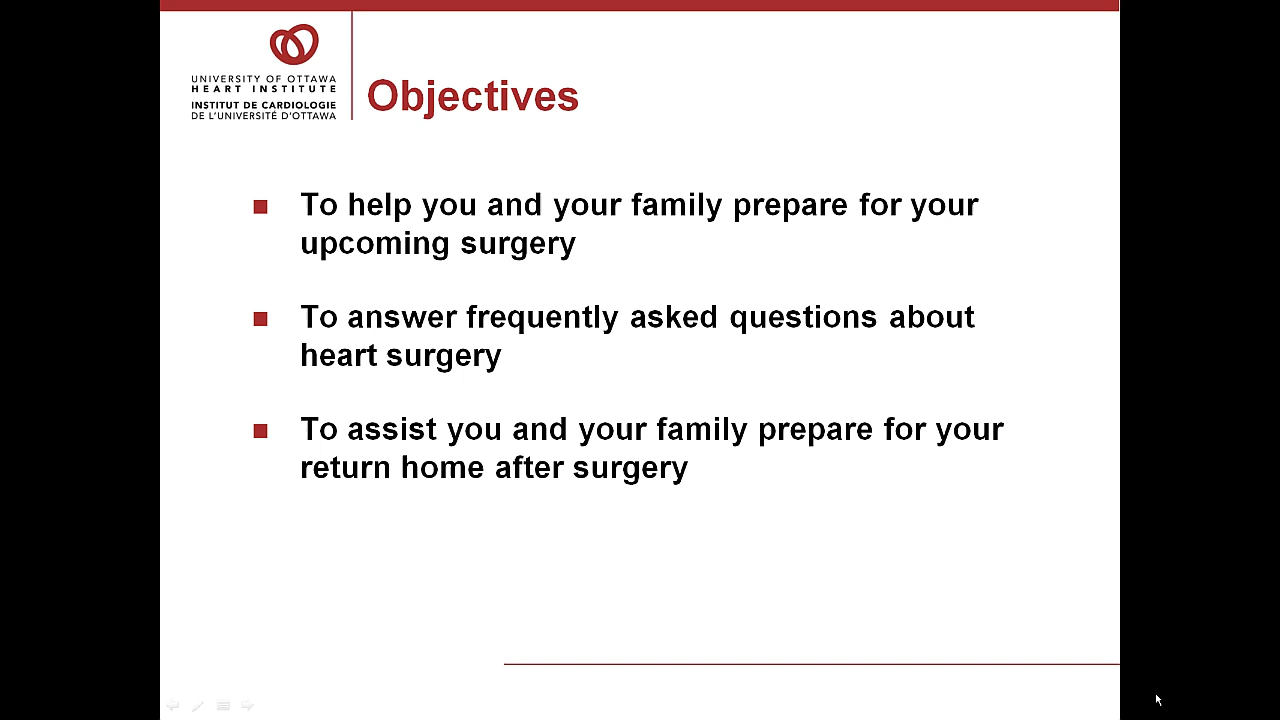 UNIVERSITY OF OTTAWA
HEART INSTITUTE
INSTITUT DE CARDIOLOGIE
DE L'UNIVERSITÉ D'OTTAWA
Objectives
To help you and your family prepare for your
upcoming surgery
To answer frequently asked questions about
heart surgery
To assist you and your family prepare for your
return home after surgery